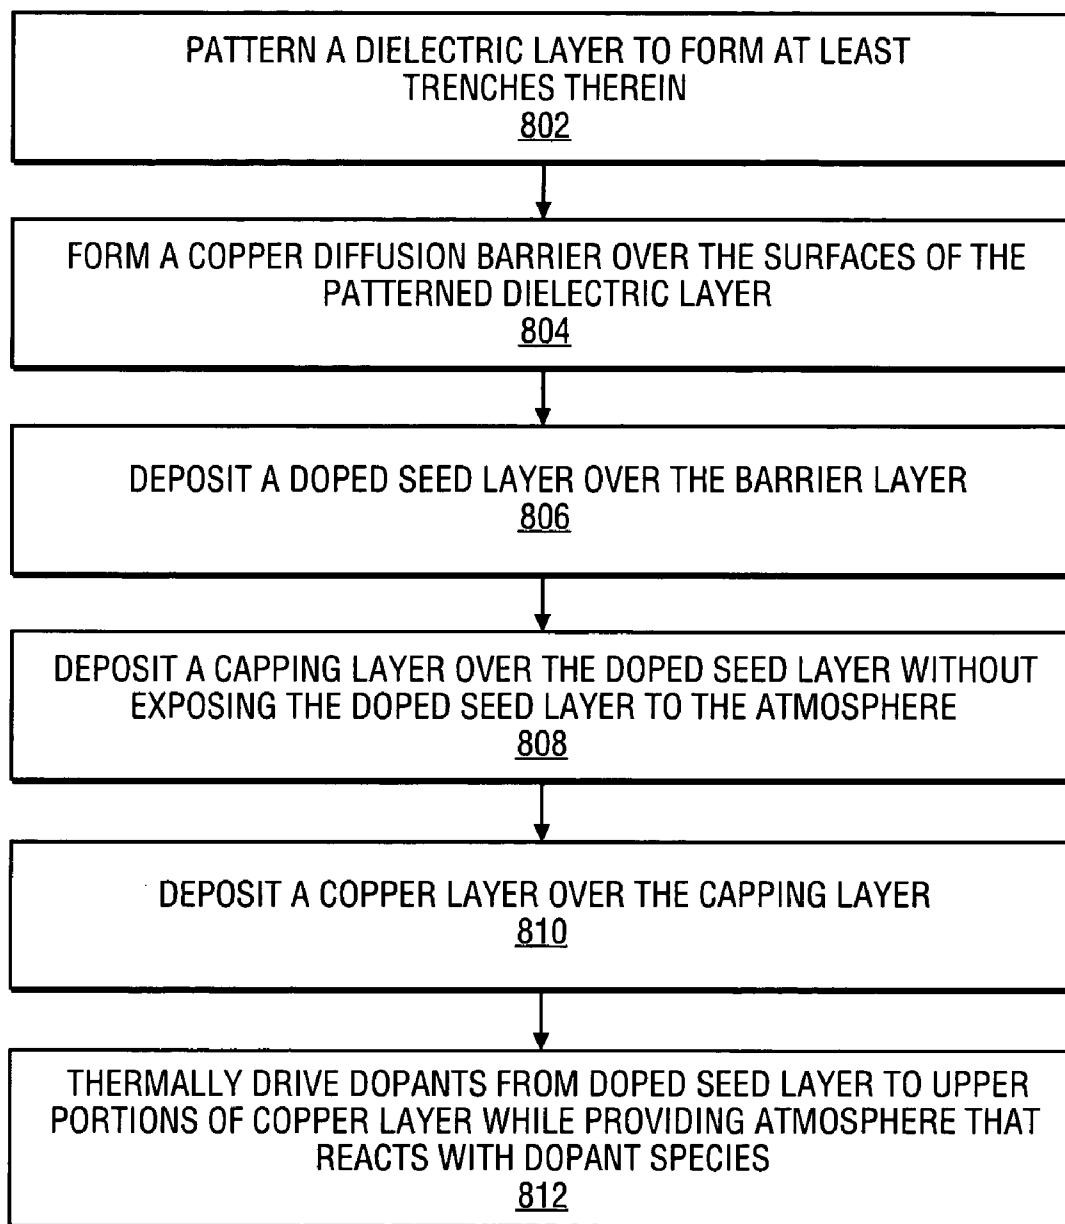 PATTERN A DIELECTRIC LAYER TO FORM AT LEAST
TRENCHES THEREIN
802
FORM A COPPER DIFFUSION BARRIER OVER THE SURFACES OF THE
PATTERNED DIELECTRIC LAYER
804
DEPOSIT A DOPED SEED LAYER OVER THE BARRIER LAYER
806
DEPOSIT A CAPPING LAYER OVER THE DOPED SEED LAYER WITHOUT
EXPOSING THE DOPED SEED LAYER TO THE ATMOSPHERE
808
DEPOSIT A COPPER LAYER OVER THE CAPPING LAYER
810
THERMALLY DRIVE DOPANTS FROM DOPED SEED LAYER TO UPPER
PORTIONS OF COPPER LAYER WHILE PROVIDING ATMOSPHERE THAT
REACTS WITH DOPANT SPECIES
812